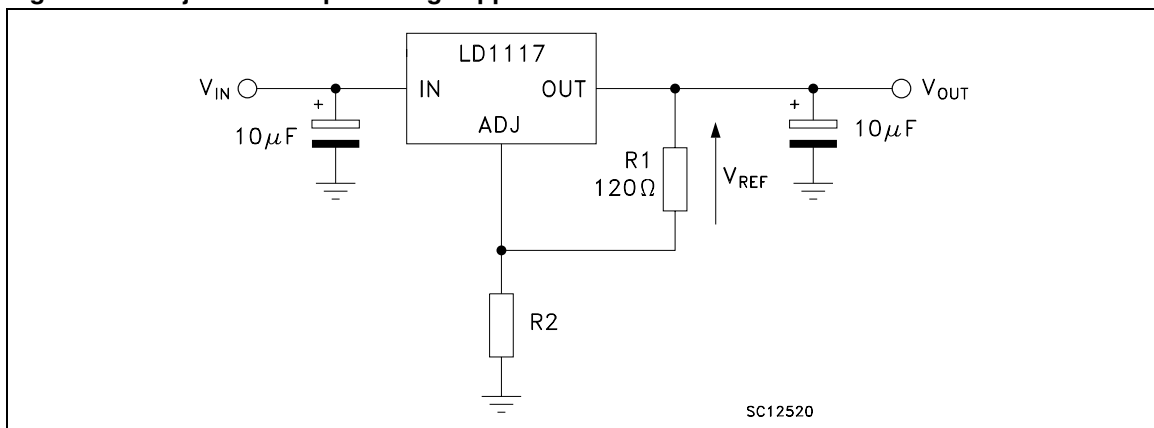 LD1117
V_IN
IN
OUT
V_OUT
+
10μF
ADJ
+
10μF
R1
120Ω
V_REF
R2
SC12520